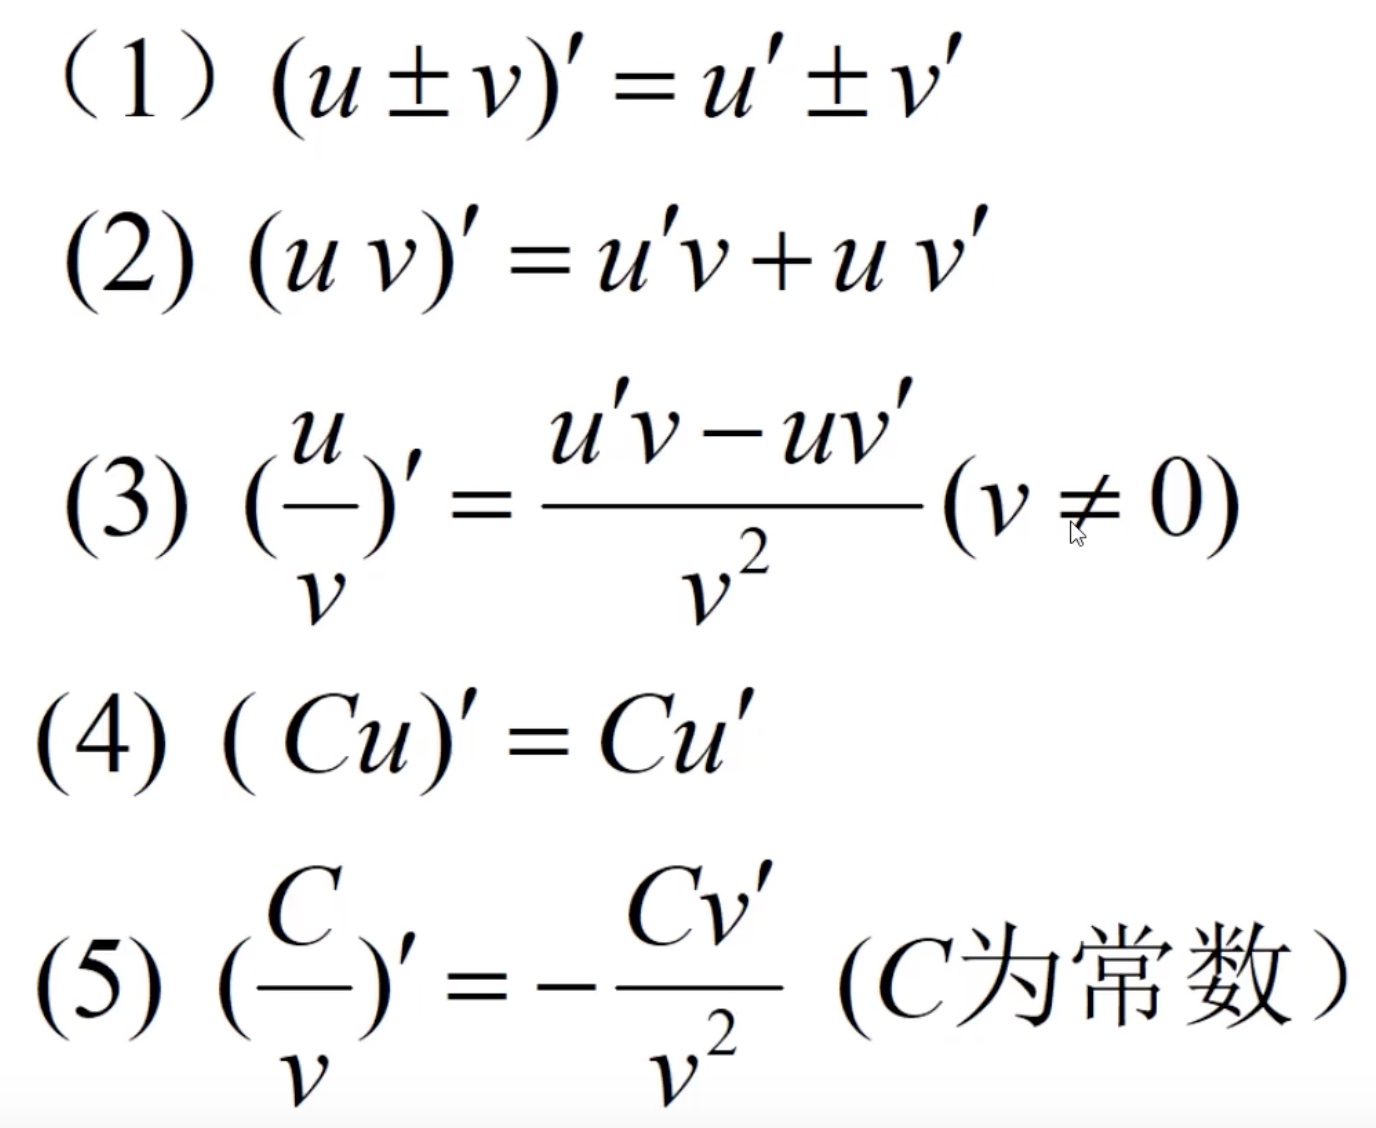 （1）(u ± v)′ = u′ ± v′
(2) (u v)′ = u′v + u v′
(3) (u/v)′ = (u′v − uv′)/v² (v ≠ 0)
(4) ( Cu)′ = Cu′
(5) (C/v)′ = − Cv′/v² (C为常数）